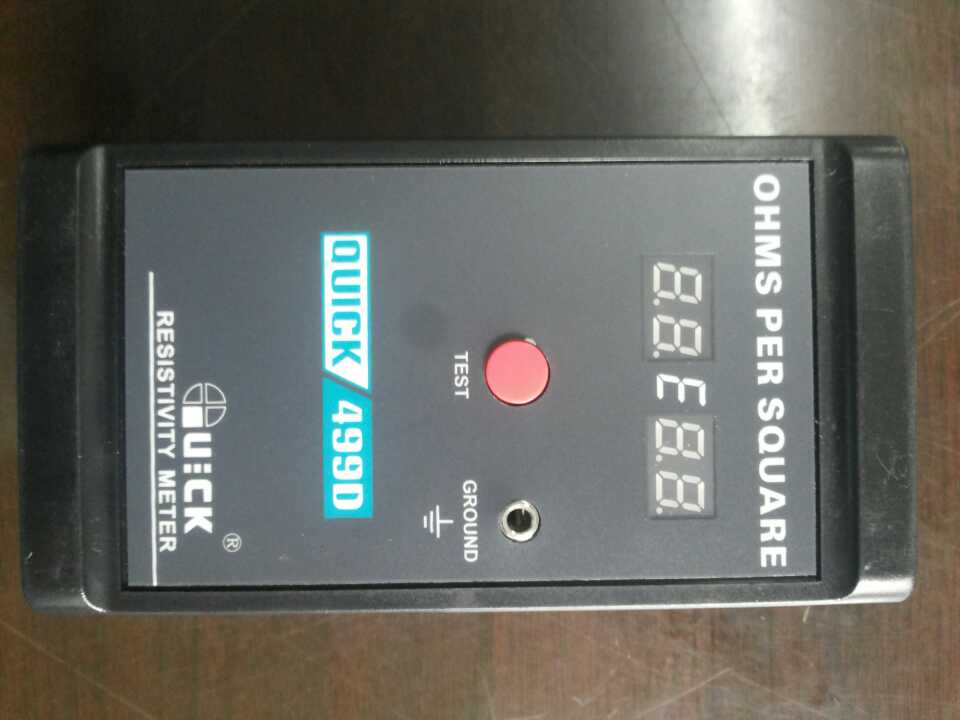 OHMS PER SQUARE
8.8.E8.8.
TEST
GROUND
QUICK/499D
QUICK®
RESISTIVITY METER